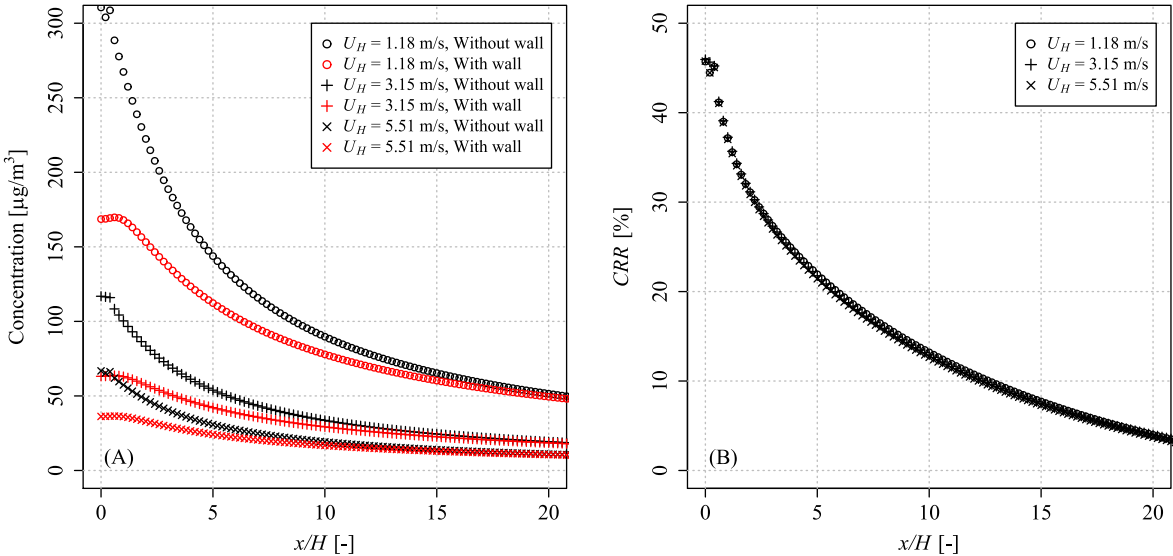 Concentration [µg/m³]
300
250
200
150
100
50
0
U_H = 1.18 m/s, Without wall
U_H = 1.18 m/s, With wall
U_H = 3.15 m/s, Without wall
U_H = 3.15 m/s, With wall
U_H = 5.51 m/s, Without wall
U_H = 5.51 m/s, With wall
(A)
0 5 10 15 20
x/H [-]
CRR [%]
50
40
30
20
10
0
U_H = 1.18 m/s
U_H = 3.15 m/s
U_H = 5.51 m/s
(B)
0 5 10 15 20
x/H [-]